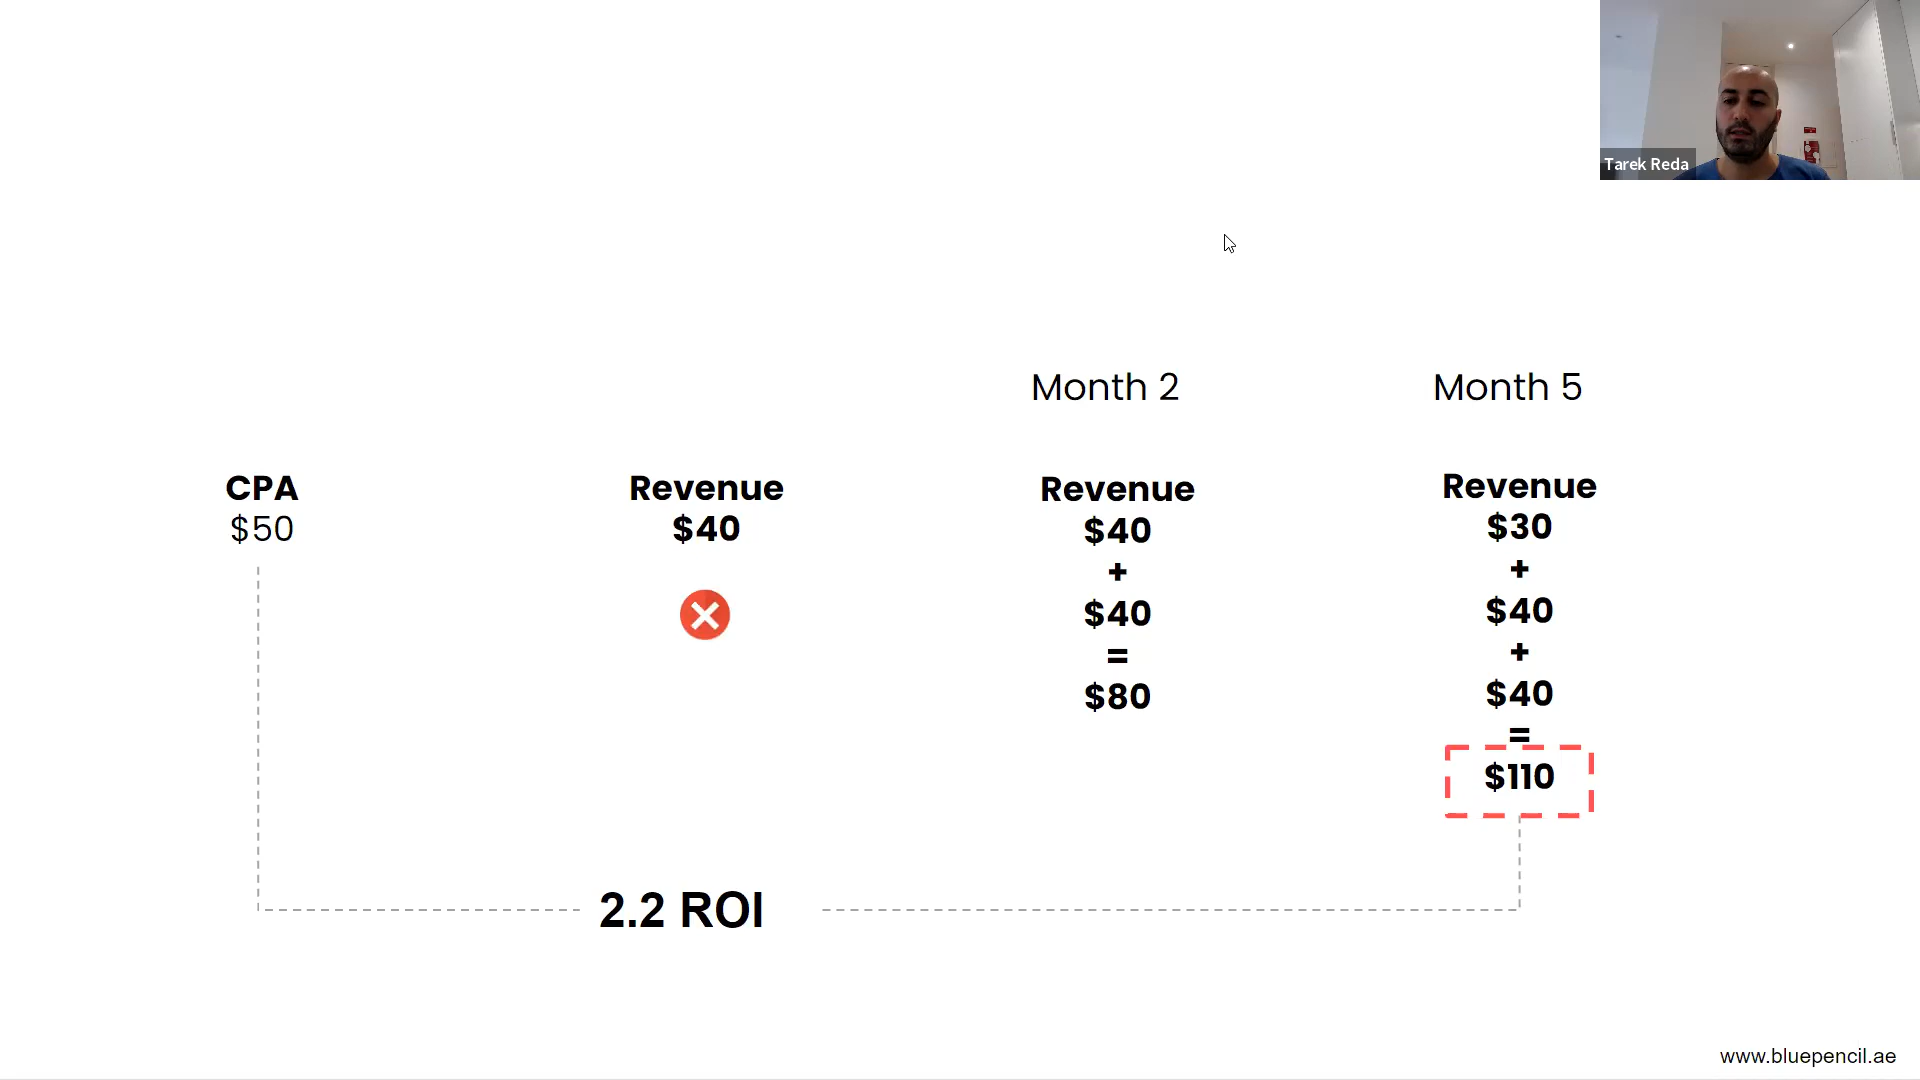 Tarek Reda
Month 2
Month 5
CPA
$50
Revenue
$40
Revenue
$40
+
$40
=
$80
Revenue
$30
+
$40
+
$40
=
$110
2.2 ROI
www.bluepencil.ae